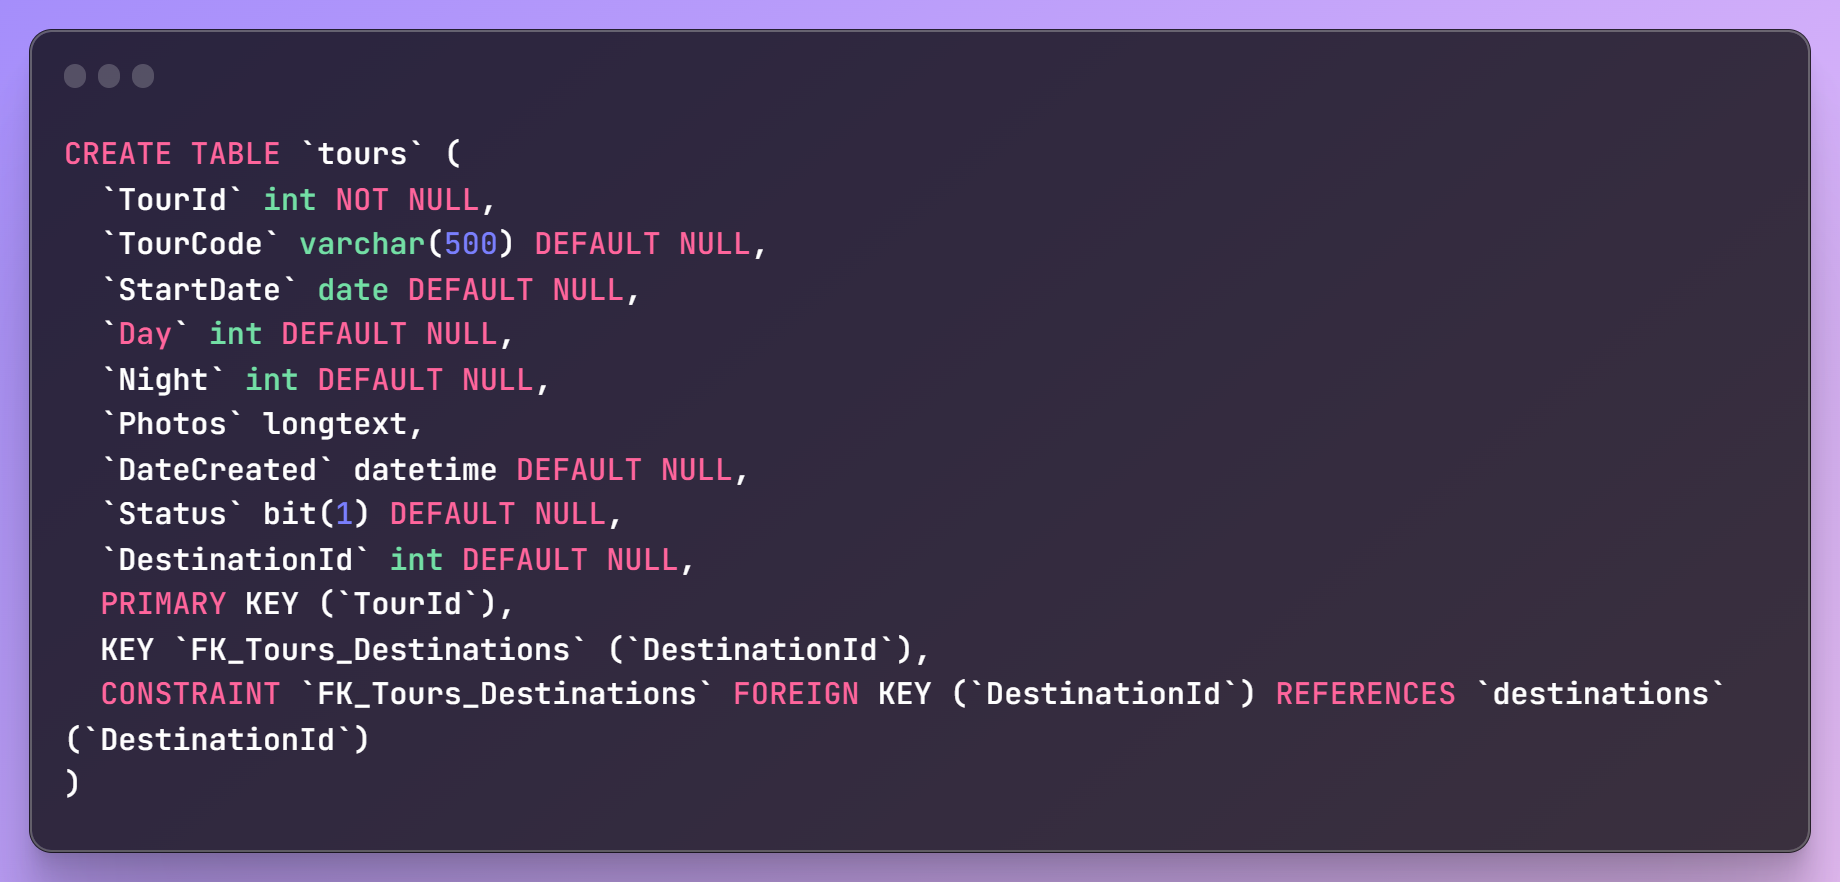 CREATE TABLE `tours` (
  `TourId` int NOT NULL,
  `TourCode` varchar(500) DEFAULT NULL,
  `StartDate` date DEFAULT NULL,
  `Day` int DEFAULT NULL,
  `Night` int DEFAULT NULL,
  `Photos` longtext,
  `DateCreated` datetime DEFAULT NULL,
  `Status` bit(1) DEFAULT NULL,
  `DestinationId` int DEFAULT NULL,
  PRIMARY KEY (`TourId`),
  KEY `FK_Tours_Destinations` (`DestinationId`),
  CONSTRAINT `FK_Tours_Destinations` FOREIGN KEY (`DestinationId`) REFERENCES `destinations`
(`DestinationId`)
)